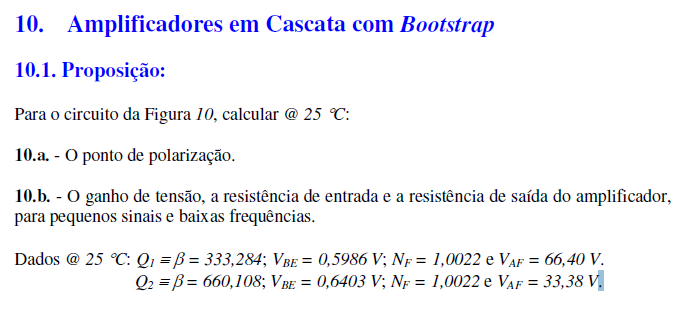 10. Amplificadores em Cascata com Bootstrap
10.1. Proposição:
Para o circuito da Figura 10, calcular @ 25 °C:
10.a. - O ponto de polarização.
10.b. - O ganho de tensão, a resistência de entrada e a resistência de saída do amplificador,
para pequenos sinais e baixas frequências.
Dados @ 25 °C: Q1 ≡ β = 333,284; VBE = 0,5986 V; NF = 1,0022 e VAF = 66,40 V.
Q2 ≡ β = 660,108; VBE = 0,6403 V; NF = 1,0022 e VAF = 33,38 V.